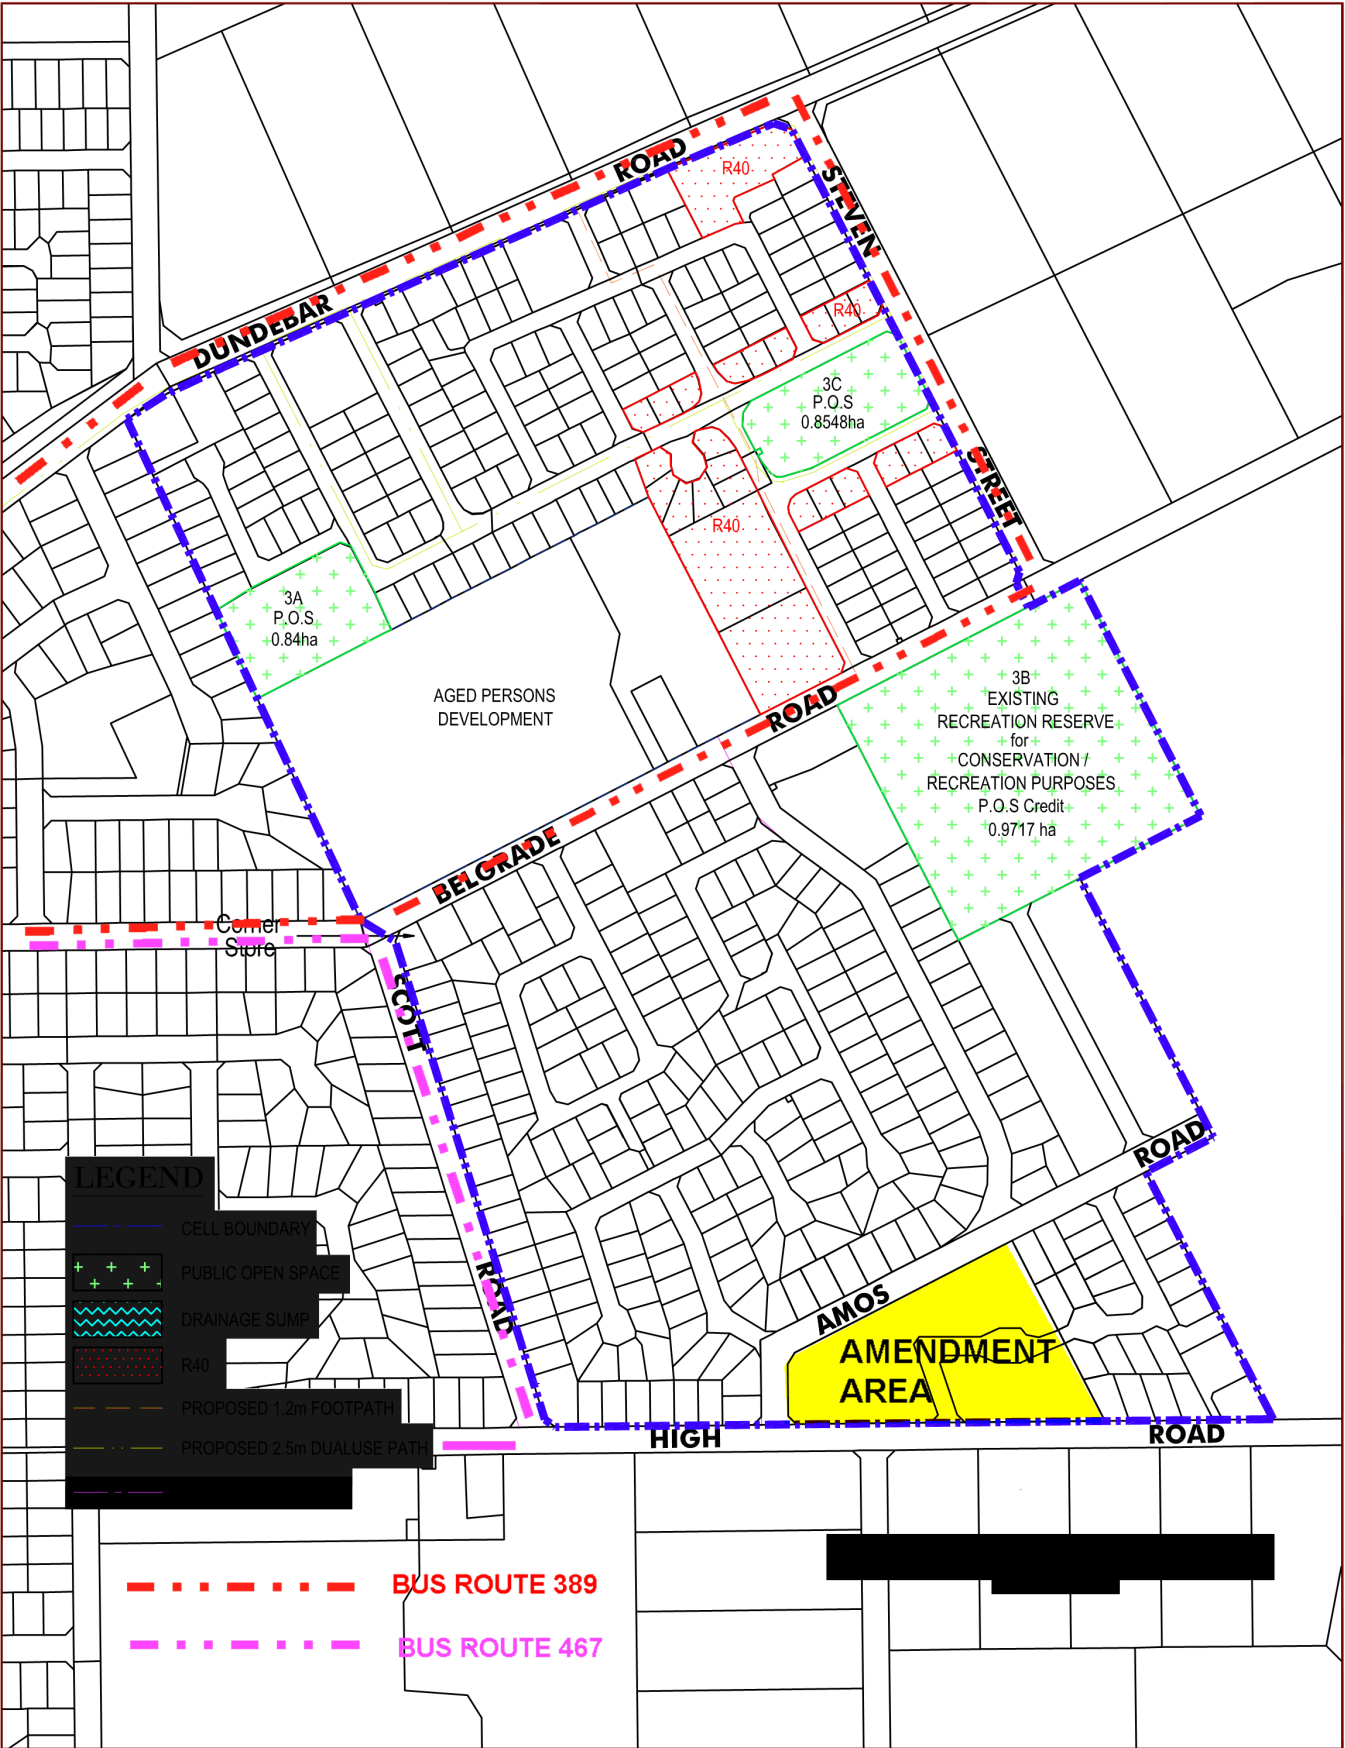 ROAD
R40
STEVEN
DUNDEBAR
R40
3C
P.O.S
0.8548ha
STREET
R40
3A
P.O.S
0.84ha
AGED PERSONS
DEVELOPMENT
ROAD
3B
EXISTING
RECREATION RESERVE
for
CONSERVATION /
RECREATION PURPOSES
P.O.S Credit
0.9717 ha
BELGRADE
Corner
Store
SCOTT
ROAD
ROAD
LEGEND
CELL BOUNDARY
PUBLIC OPEN SPACE
DRAINAGE SUMP
R40
PROPOSED 1.2m FOOTPATH
PROPOSED 2.5m DUALUSE PATH
AMOS
AMENDMENT
AREA
HIGH
ROAD
BUS ROUTE 389
BUS ROUTE 467